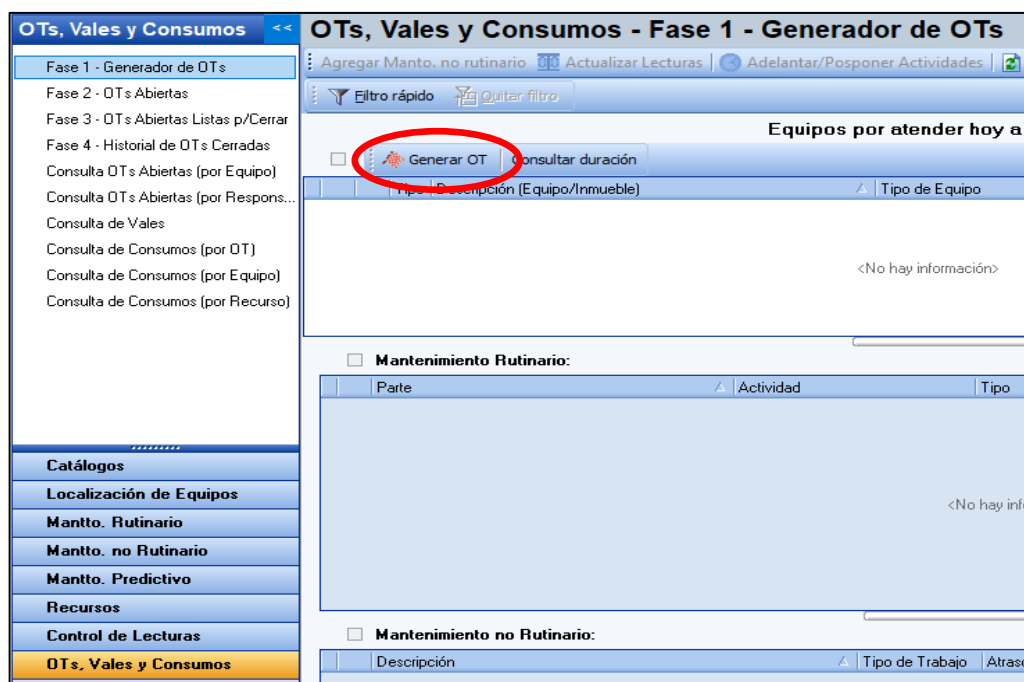 OTs, Vales y Consumos <<
Fase 1 - Generador de OTs
Fase 2 - OTs Abiertas
Fase 3 - OTs Abiertas Listas p/Cerrar
Fase 4 - Historial de OTs Cerradas
Consulta OTs Abiertas (por Equipo)
Consulta OTs Abiertas (por Respons...
Consulta de Vales
Consulta de Consumos (por OT)
Consulta de Consumos (por Equipo)
Consulta de Consumos (por Recurso)
Catálogos
Localización de Equipos
Mantto. Rutinario
Mantto. no Rutinario
Mantto. Predictivo
Recursos
Control de Lecturas
OTs, Vales y Consumos
OTs, Vales y Consumos - Fase 1 - Generador de OTs
Agregar Manto. no rutinario Actualizar Lecturas Adelantar/Posponer Actividades
Filtro rápido Quitar filtro
Equipos por atender hoy a
Generar OT Consultar duración
Tipo Descripción (Equipo/Inmueble) Tipo de Equipo
<No hay información>
Mantenimiento Rutinario:
Parte Actividad Tipo
<No hay inf
Mantenimiento no Rutinario:
Descripción Tipo de Trabajo Atras